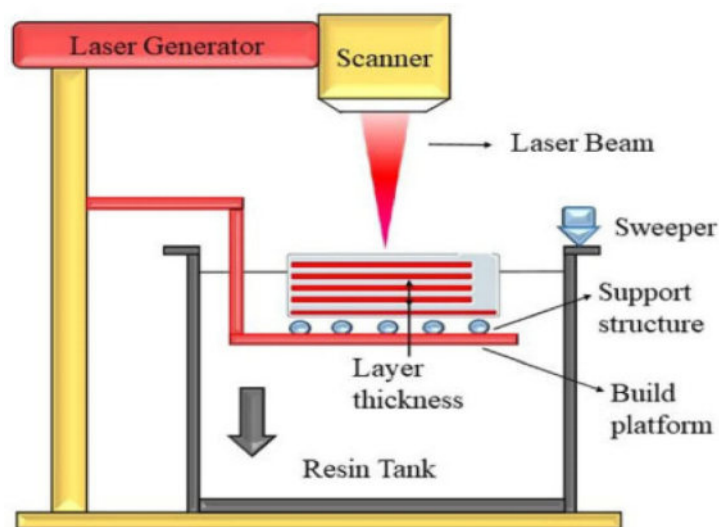 Laser Generator
Scanner
Laser Beam
Sweeper
Support
structure
Layer
thickness
Build
platform
Resin Tank